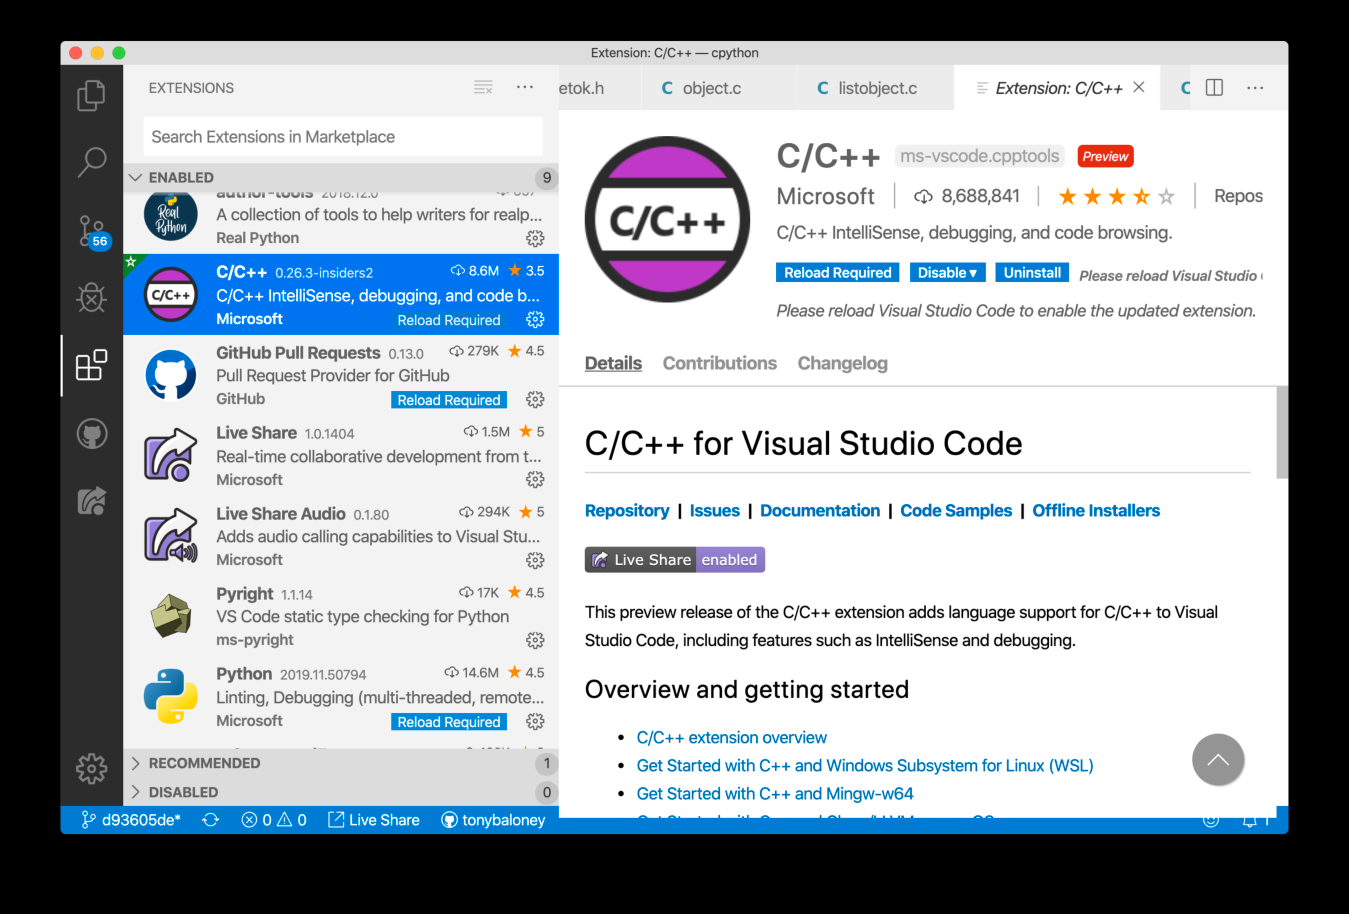 Extension: C/C++ — cpython
EXTENSIONS
etok.h
C object.c
C listobject.c
Extension: C/C++
C
Search Extensions in Marketplace
ENABLED 9
author-tools 2018.12.0
Real Python
A collection of tools to help writers for realp...
Real Python
C/C++
C/C++ 0.26.3-insiders2 8.6M 3.5
C/C++ IntelliSense, debugging, and code b...
Microsoft Reload Required
GitHub Pull Requests 0.13.0 279K 4.5
Pull Request Provider for GitHub
GitHub Reload Required
Live Share 1.0.1404 1.5M 5
Real-time collaborative development from t...
Microsoft
Live Share Audio 0.1.80 294K 5
Adds audio calling capabilities to Visual Stu...
Microsoft
Pyright 1.1.14 17K 4.5
VS Code static type checking for Python
ms-pyright
Python 2019.11.50794 14.6M 4.5
Linting, Debugging (multi-threaded, remote...
Microsoft Reload Required
RECOMMENDED 1
DISABLED 0
56
C/C++
C/C++ ms-vscode.cpptools Preview
Microsoft 8,688,841 Repos
C/C++ IntelliSense, debugging, and code browsing.
Reload Required Disable Uninstall Please reload Visual Studio
Please reload Visual Studio Code to enable the updated extension.
Details Contributions Changelog
C/C++ for Visual Studio Code
Repository | Issues | Documentation | Code Samples | Offline Installers
Live Share enabled
This preview release of the C/C++ extension adds language support for C/C++ to Visual
Studio Code, including features such as IntelliSense and debugging.
Overview and getting started
• C/C++ extension overview
• Get Started with C++ and Windows Subsystem for Linux (WSL)
• Get Started with C++ and Mingw-w64
d93605de* 0 0 Live Share tonybaloney 1